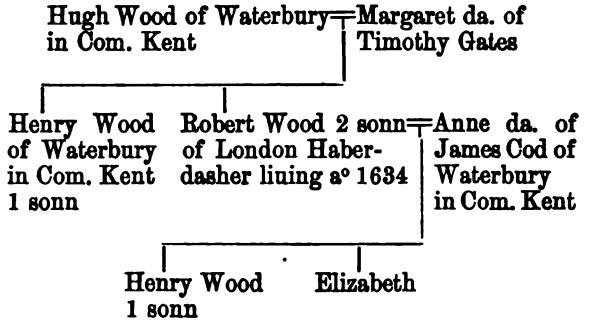 Hugh Wood of Waterbury
in Com. Kent
Margaret da. of
Timothy Gates
Henry Wood
of Waterbury
in Com. Kent
1 sonn
Robert Wood 2 sonn
of London Haber-
dasher liuing aº 1634
Anne da. of
James Cod of
Waterbury
in Com. Kent
Henry Wood
1 sonn
Elizabeth